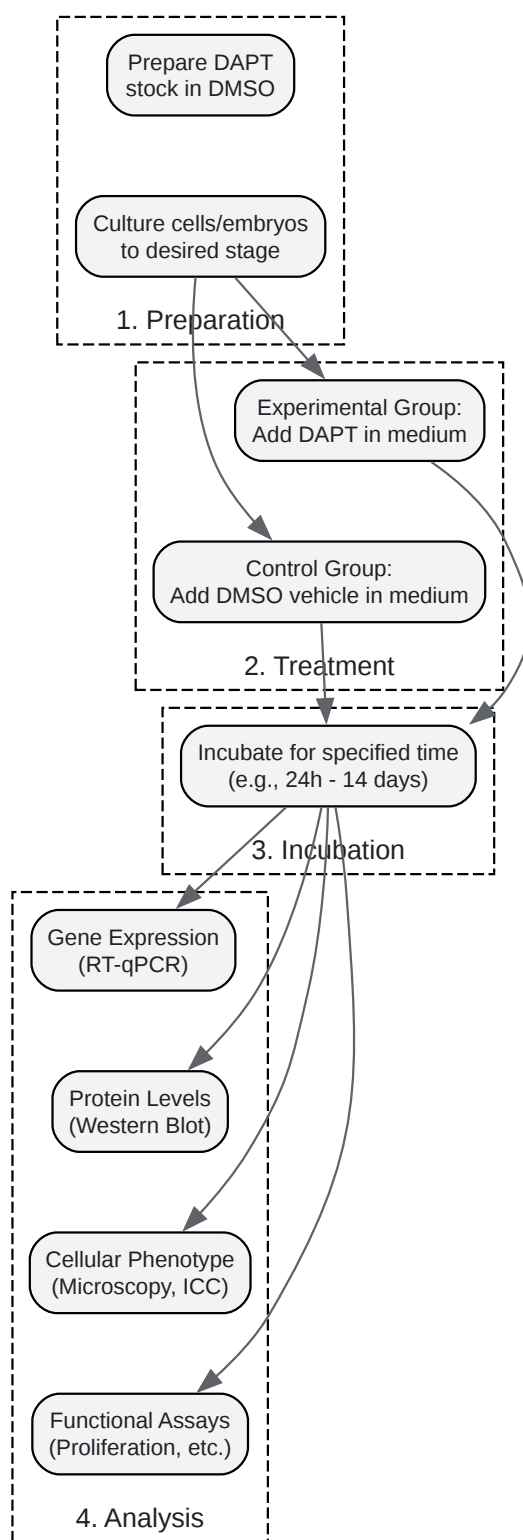 Prepare DAPT
stock in DMSO
Culture cells/embryos
to desired stage
1. Preparation
Experimental Group:
Add DAPT in medium
Control Group:
Add DMSO vehicle in medium
2. Treatment
Incubate for specified time
(e.g., 24h - 14 days)
3. Incubation
Gene Expression
(RT-qPCR)
Protein Levels
(Western Blot)
Cellular Phenotype
(Microscopy, ICC)
Functional Assays
(Proliferation, etc.)
4. Analysis